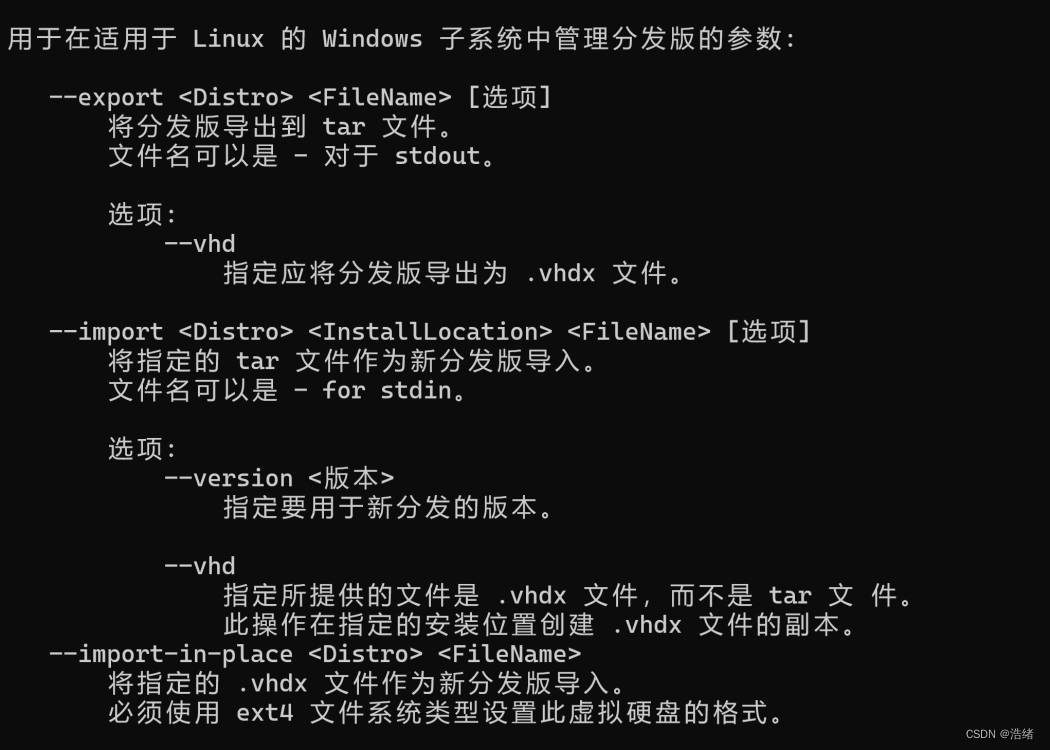 用于在适用于 Linux 的 Windows 子系统中管理分发版的参数:
--export <Distro> <FileName> [选项]
将分发版导出到 tar 文件。
文件名可以是 - 对于 stdout。
选项:
--vhd
指定应将分发版导出为 .vhdx 文件。
--import <Distro> <InstallLocation> <FileName> [选项]
将指定的 tar 文件作为新分发版导入。
文件名可以是 - for stdin。
选项:
--version <版本>
指定要用于新分发的版本。
--vhd
指定所提供的文件是 .vhdx 文件, 而不是 tar 文 件。
此操作在指定的安装位置创建 .vhdx 文件的副本。
--import-in-place <Distro> <FileName>
将指定的 .vhdx 文件作为新分发版导入。
必须使用 ext4 文件系统类型设置此虚拟硬盘的格式。
CSDN @浩绪